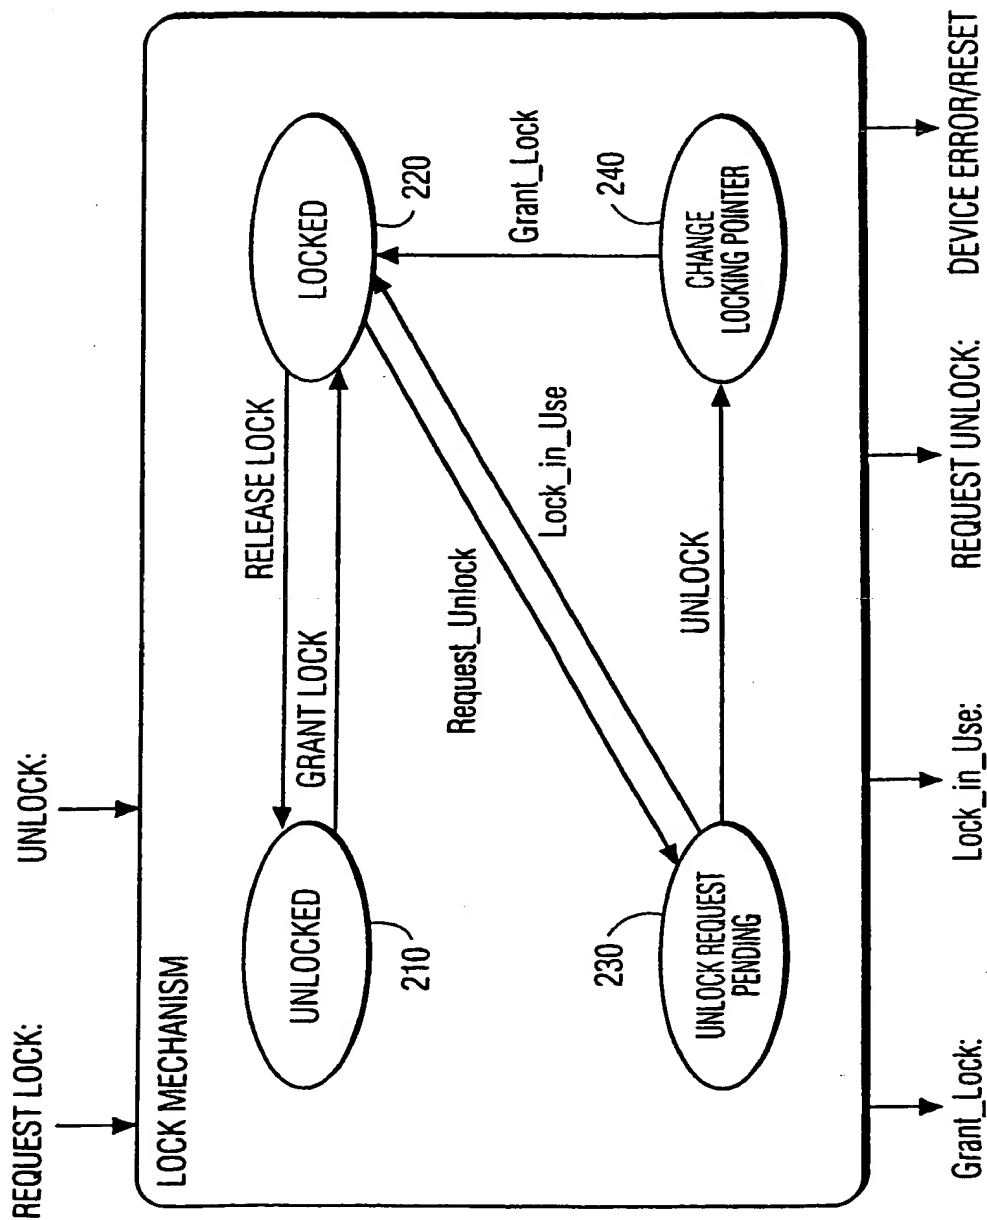 REQUEST LOCK:
UNLOCK:
LOCK MECHANISM
UNLOCKED
210
RELEASE LOCK
GRANT LOCK
LOCKED
220
Request_Unlock
Lock_in_Use
Grant_Lock
230
UNLOCK REQUEST
PENDING
UNLOCK
240
CHANGE
LOCKING POINTER
Grant_Lock:
Lock_in_Use:
REQUEST UNLOCK:
DEVICE ERROR/RESET